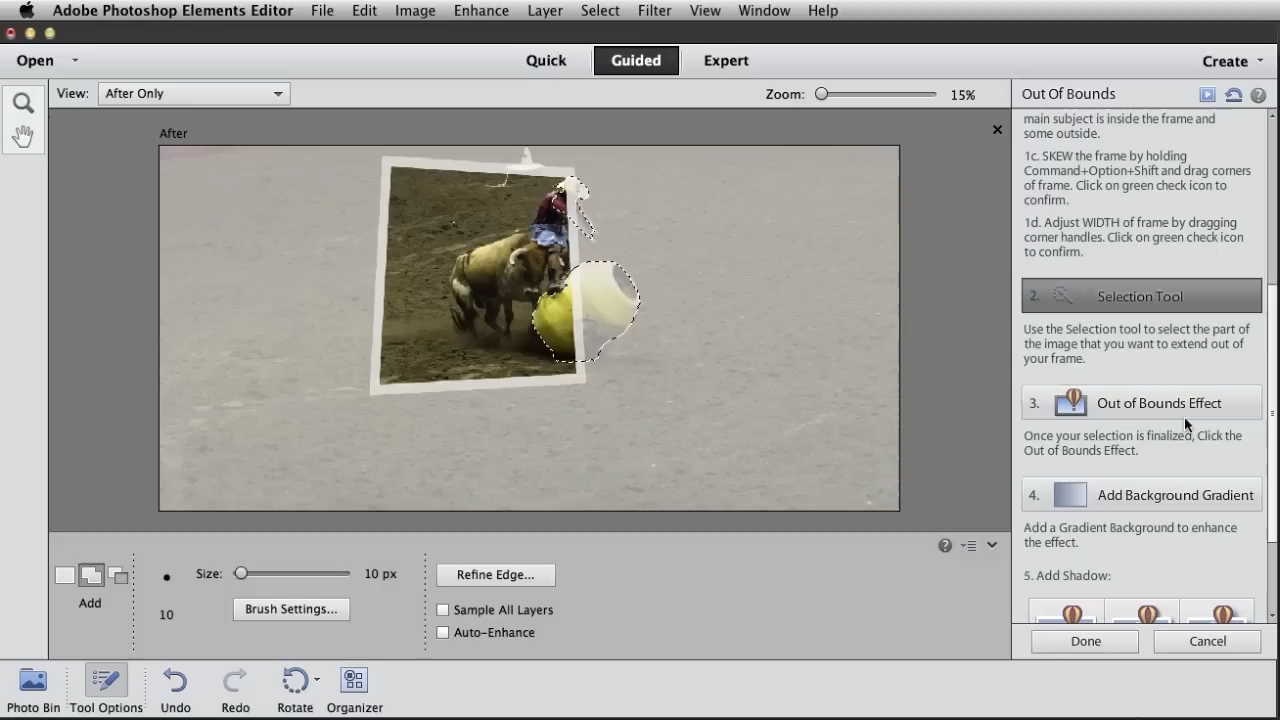 Adobe Photoshop Elements Editor File Edit Image Enhance Layer Select Filter View Window Help
Open Quick Guided Expert Create
View: After Only Zoom: 15% Out Of Bounds
After
main subject is inside the frame and
some outside.
1c. SKEW the frame by holding
Command+Option+Shift and drag corners
of frame. Click on green check icon to
confirm.
1d. Adjust WIDTH of frame by dragging
corner handles. Click on green check icon
to confirm.
2. Selection Tool
Use the Selection tool to select the part of
the image that you want to extend out of
your frame.
3. Out of Bounds Effect
Once your selection is finalized, Click the
Out of Bounds Effect.
4. Add Background Gradient
Add a Gradient Background to enhance
the effect.
5. Add Shadow:
Done Cancel
Add
10
Size: 10 px
Brush Settings...
Refine Edge...
Sample All Layers
Auto-Enhance
Photo Bin Tool Options Undo Redo Rotate Organizer